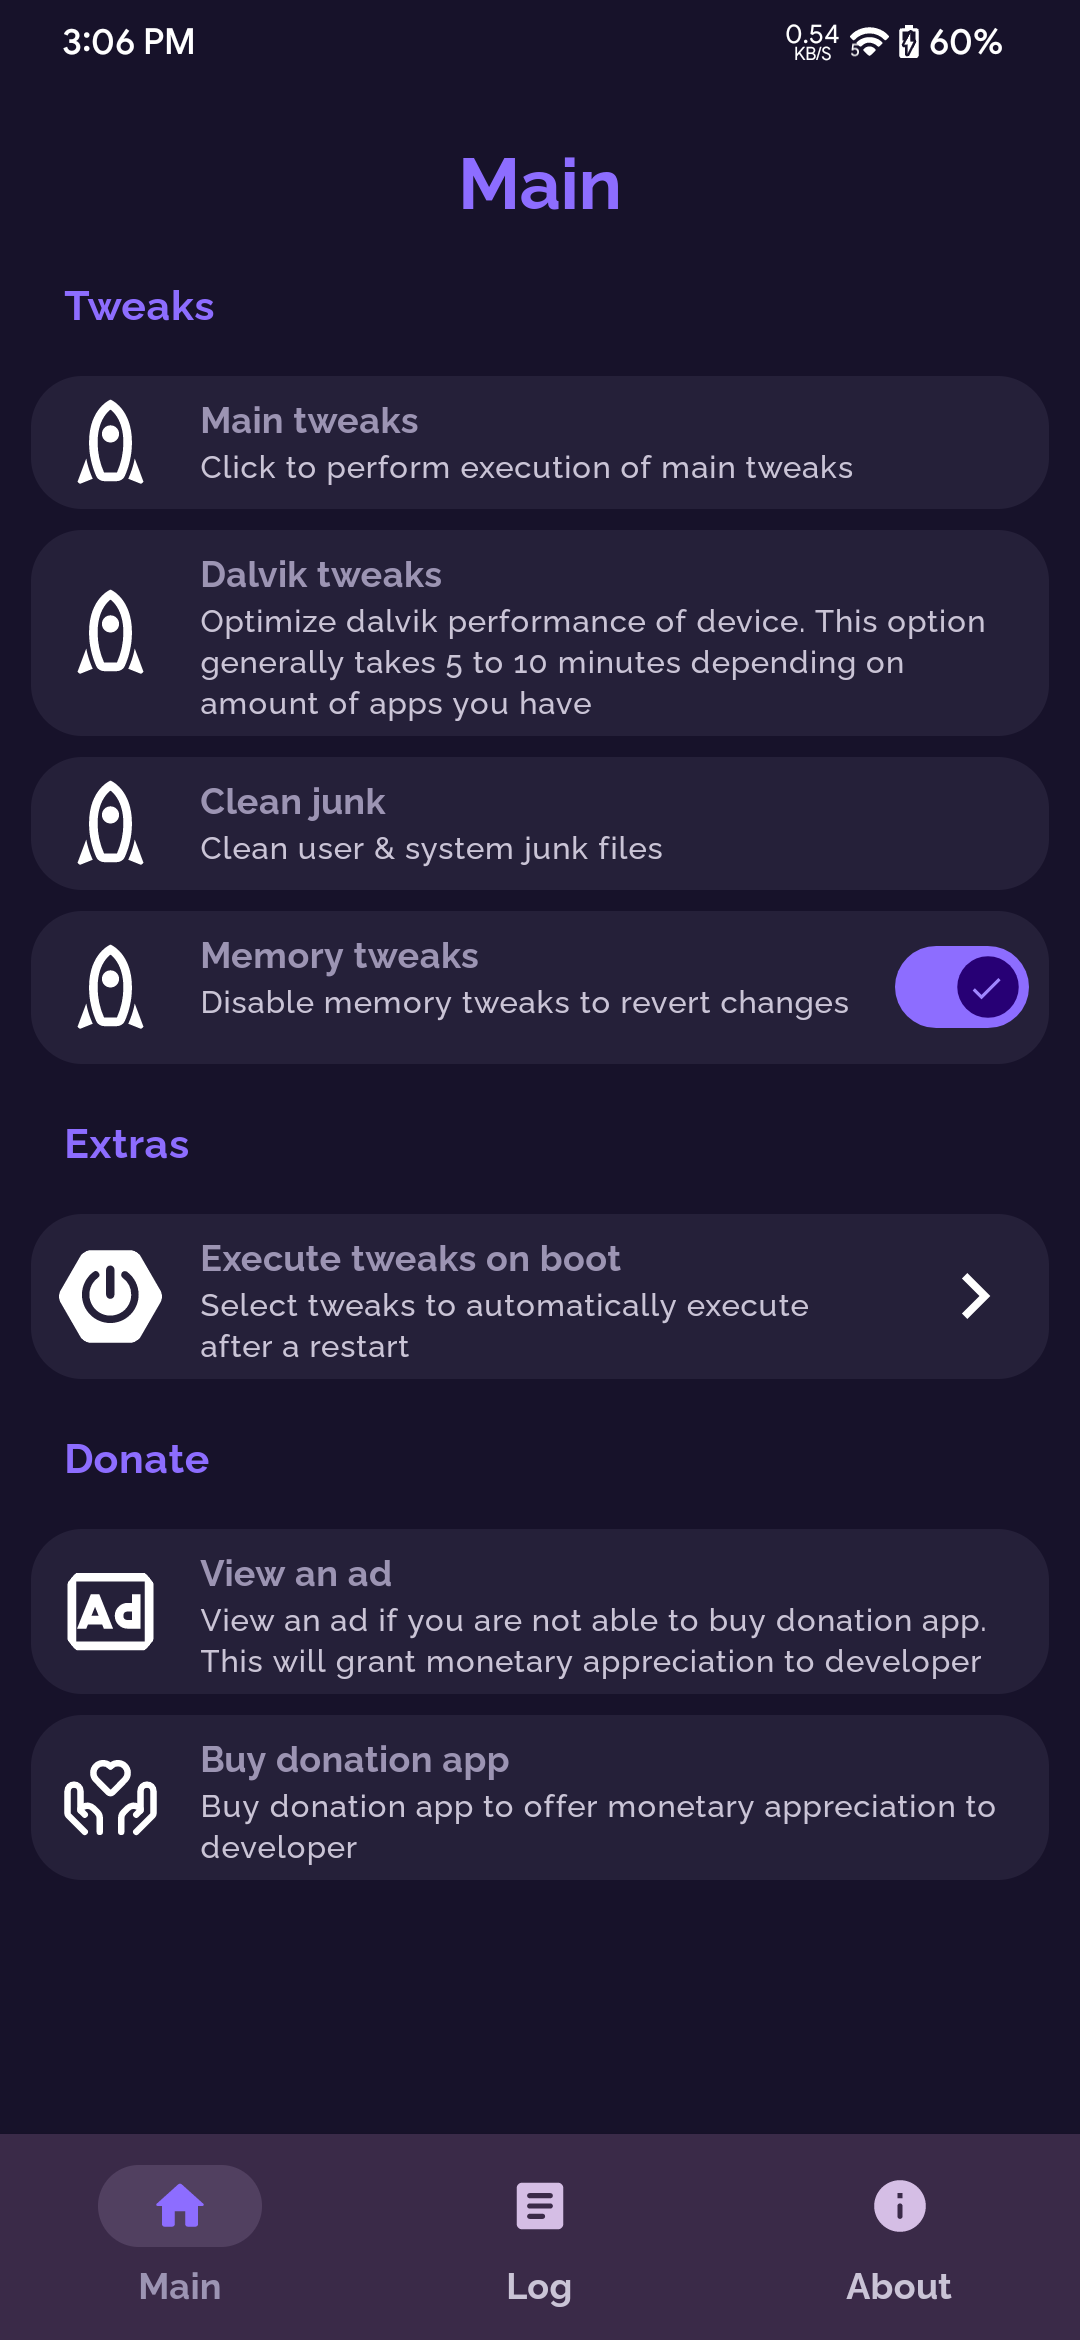 3:06 PM
0.54
KB/S
5
60%
Main
Tweaks
Main tweaks
Click to perform execution of main tweaks
Dalvik tweaks
Optimize dalvik performance of device. This option
generally takes 5 to 10 minutes depending on
amount of apps you have
Clean junk
Clean user & system junk files
Memory tweaks
Disable memory tweaks to revert changes
Extras
Execute tweaks on boot
Select tweaks to automatically execute
after a restart
Donate
Ad
View an ad
View an ad if you are not able to buy donation app.
This will grant monetary appreciation to developer
Buy donation app
Buy donation app to offer monetary appreciation to
developer
Main
Log
About